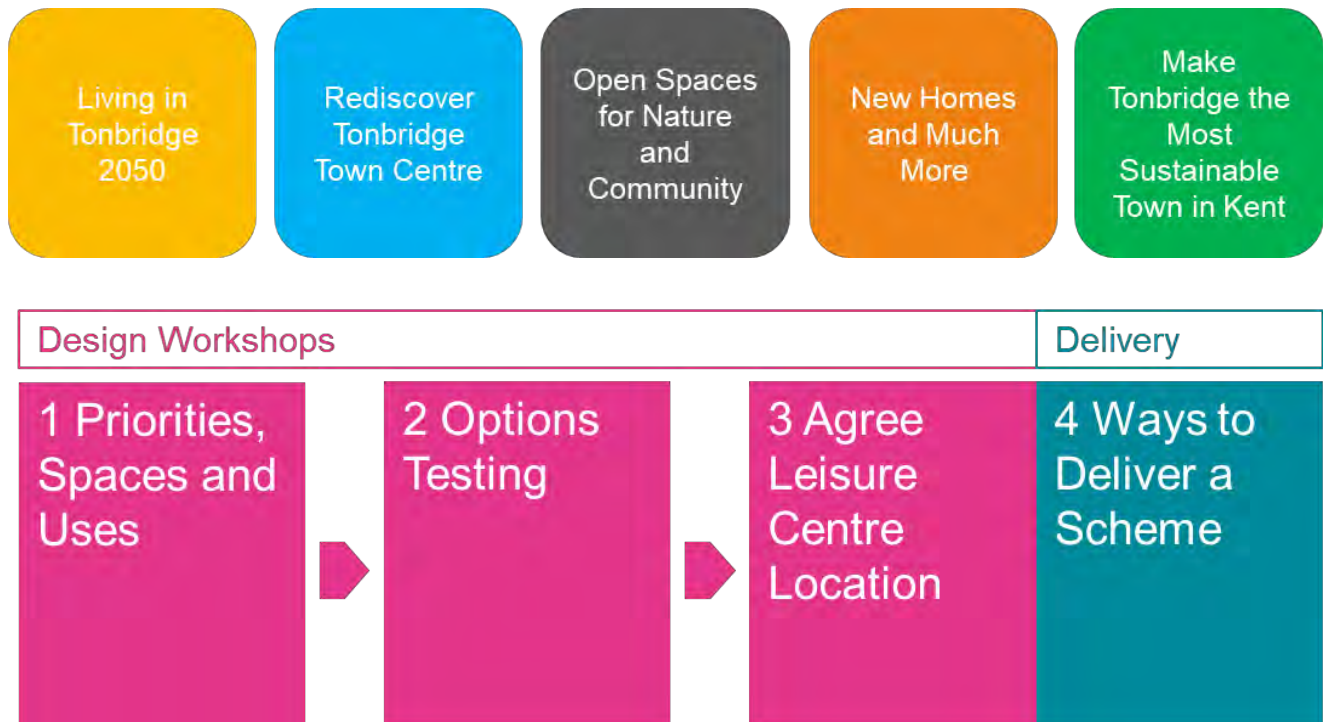 Living in
Tonbridge
2050
Rediscover
Tonbridge
Town Centre
Open Spaces
for Nature
and
Community
New Homes
and Much
More
Make
Tonbridge the
Most
Sustainable
Town in Kent
Design Workshops
Delivery
1 Priorities,
Spaces and
Uses
2 Options
Testing
3 Agree
Leisure
Centre
Location
4 Ways to
Deliver a
Scheme